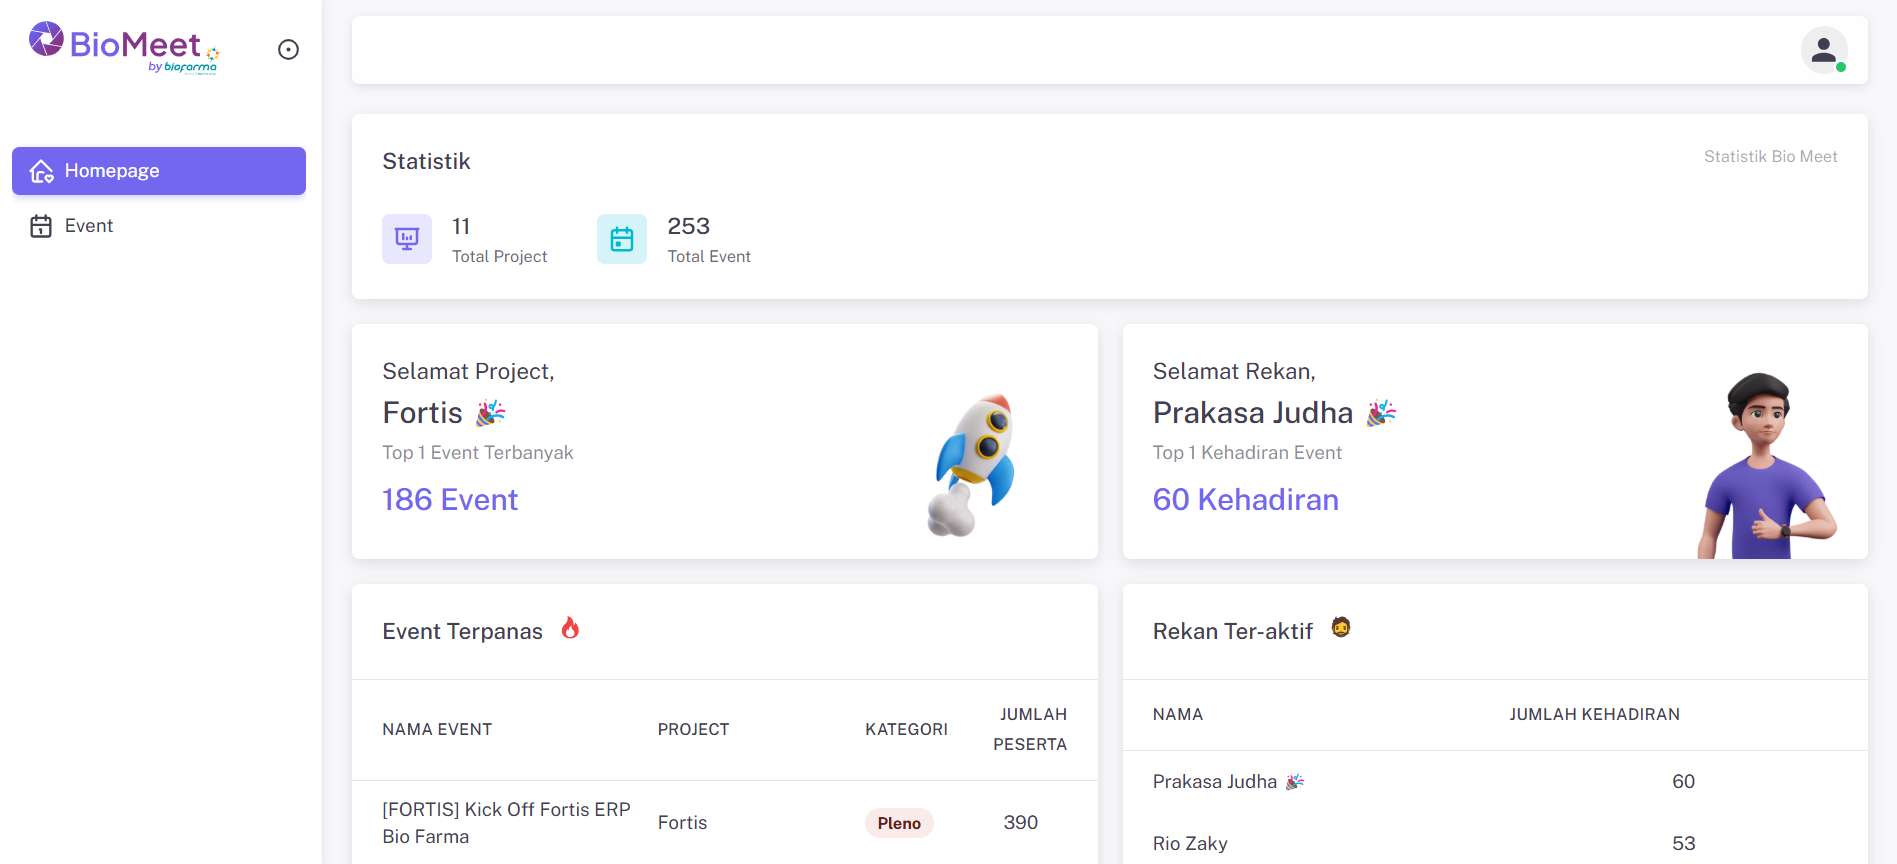 BioMeet
by biofarma
Homepage
Event
Statistik
Statistik Bio Meet
11
Total Project
253
Total Event
Selamat Project,
Fortis
Top 1 Event Terbanyak
186 Event
Selamat Rekan,
Prakasa Judha
Top 1 Kehadiran Event
60 Kehadiran
Event Terpanas
NAMA EVENT PROJECT KATEGORI JUMLAH
PESERTA
[FORTIS] Kick Off Fortis ERP
Bio Farma
Fortis Pleno 390
Rekan Ter-aktif
NAMA JUMLAH KEHADIRAN
Prakasa Judha 60
Rio Zaky 53